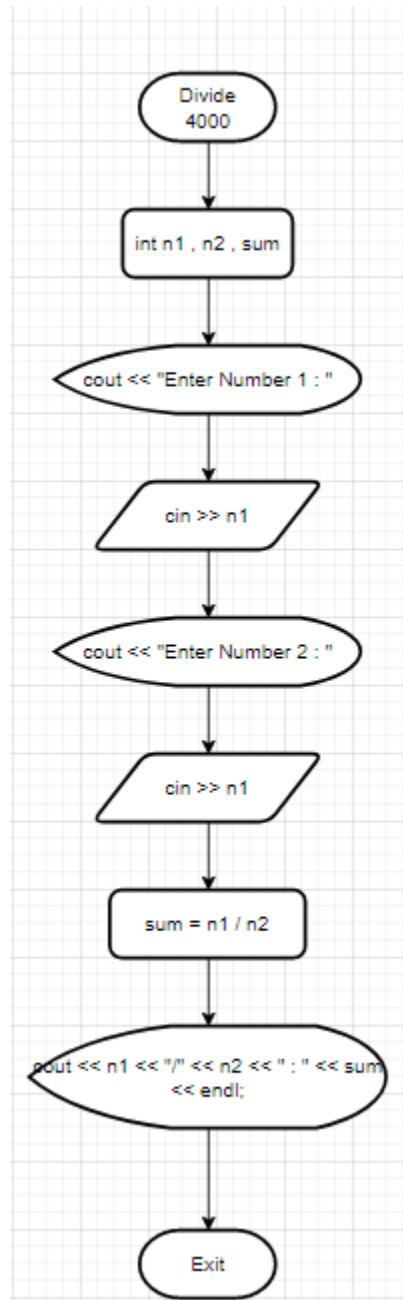 Divide
4000
int n1 , n2 , sum
cout << "Enter Number 1 : "
cin >> n1
cout << "Enter Number 2 : "
cin >> n1
sum = n1 / n2
cout << n1 << "/" << n2 << " : " << sum
<< endl;
Exit